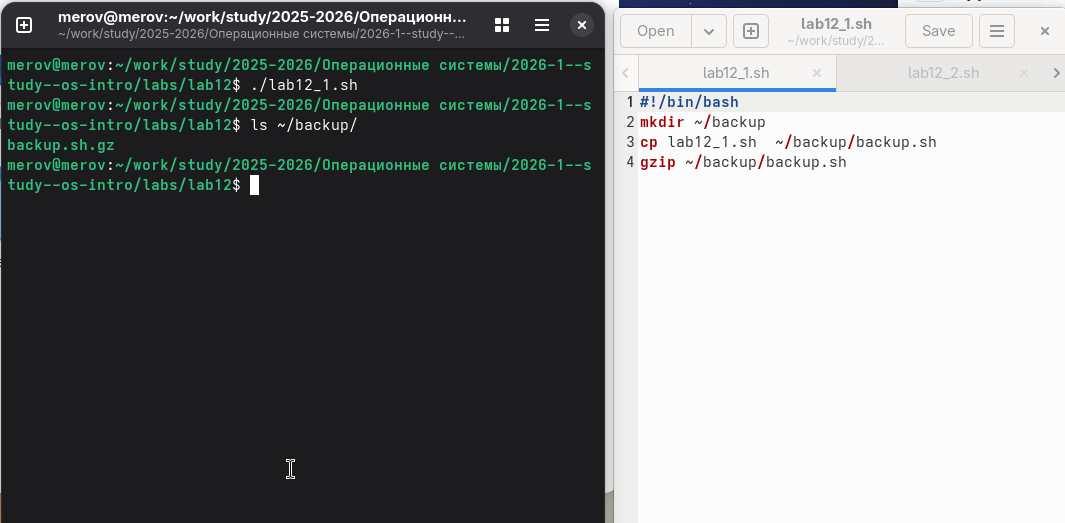 merov@merov:~/work/study/2025-2026/Операционн...
~/work/study/2025-2026/Операционные системы/2026-1--study--...
merov@merov:~/work/study/2025-2026/Операционные системы/2026-1--s
tudy--os-intro/labs/lab12$ ./lab12_1.sh
merov@merov:~/work/study/2025-2026/Операционные системы/2026-1--s
tudy--os-intro/labs/lab12$ ls ~/backup/
backup.sh.gz
merov@merov:~/work/study/2025-2026/Операционные системы/2026-1--s
tudy--os-intro/labs/lab12$
Open
lab12_1.sh
~/work/study/2...
Save
lab12_1.sh
lab12_2.sh
1 #!/bin/bash
2 mkdir ~/backup
3 cp lab12_1.sh  ~/backup/backup.sh
4 gzip ~/backup/backup.sh